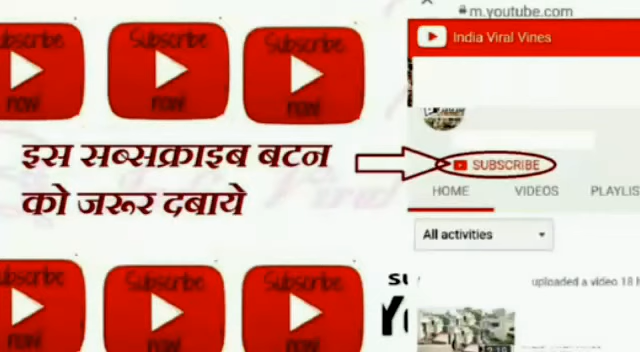 Subscribe
Subscribe
Subscribe
now
now
now
m.youtube.com
India Viral Vines
इस सब्सक्राइब बटन
को जरूर दबाये
SUBSCRIBE
HOME VIDEOS PLAYLIS
All activities
uploaded a video 18 h
Subscribe
Subscribe
Subscribe
now
now
now